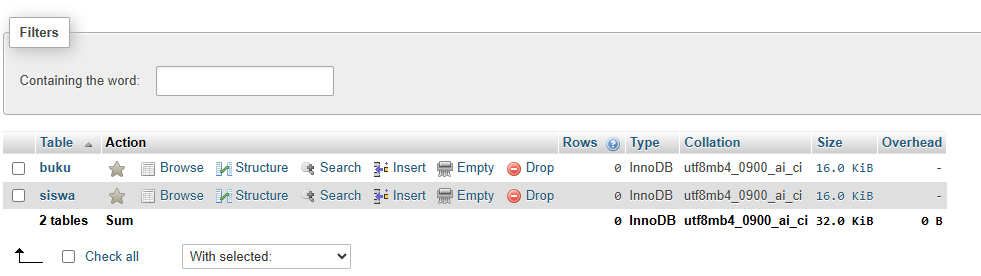 Filters
Containing the word:
Table Action Rows Type Collation Size Overhead
buku Browse Structure Search Insert Empty Drop 0 InnoDB utf8mb4_0900_ai_ci 16.0 KiB -
siswa Browse Structure Search Insert Empty Drop 0 InnoDB utf8mb4_0900_ai_ci 16.0 KiB -
2 tables Sum 0 InnoDB utf8mb4_0900_ai_ci 32.0 KiB 0 B
Check all With selected: